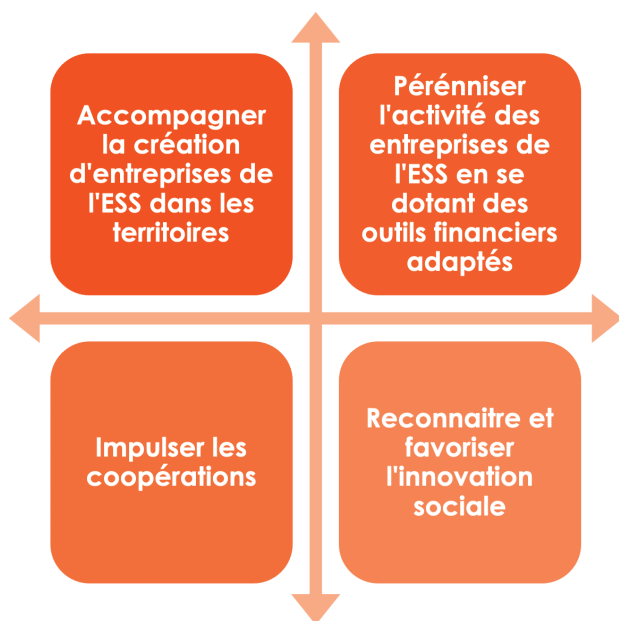 Accompagner
la création
d'entreprises de
l'ESS dans les
territoires
Pérénniser
l'activité des
entreprises de
l'ESS en se
dotant des
outils financiers
adaptés
Impulser les
coopérations
Reconnaitre et
favoriser
l'innovation
sociale